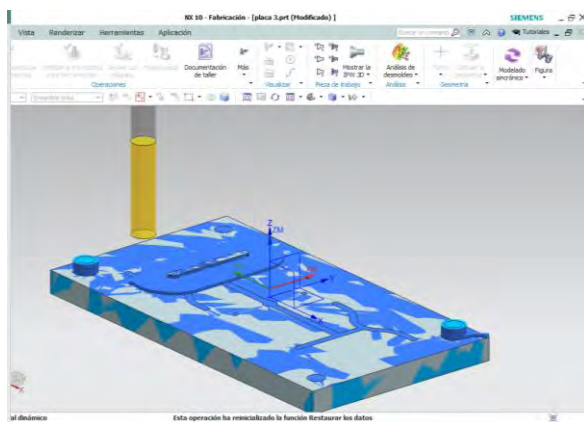 NX 10 - Fabricación - [placa 3.prt (Modificado) ]
SIEMENS
Vista Renderizar Herramientas Aplicación
Tutoriales
Documentación
de taller
Más
Mostrar la
IPW 3D
Análisis de
desmoldes
Modelado
sincrónico
Figura
Operaciones
Visualizar
Pieza de trabajo
Análisis
Geometría
Z
ZM
Y
X
al dinámico
Esta operación ha reinicializado la función Restaurar los datos